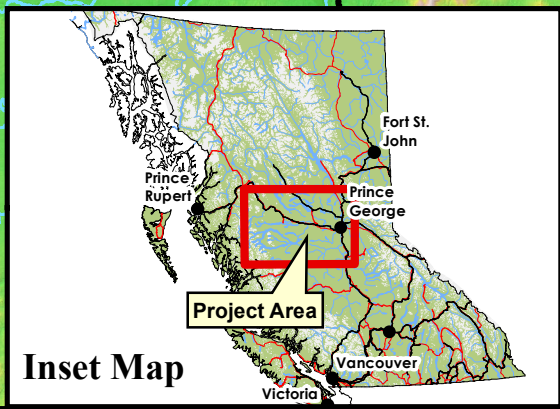 Fort St.
John
Prince
Rupert
Prince
George
Project Area
Inset Map
Vancouver
Victoria